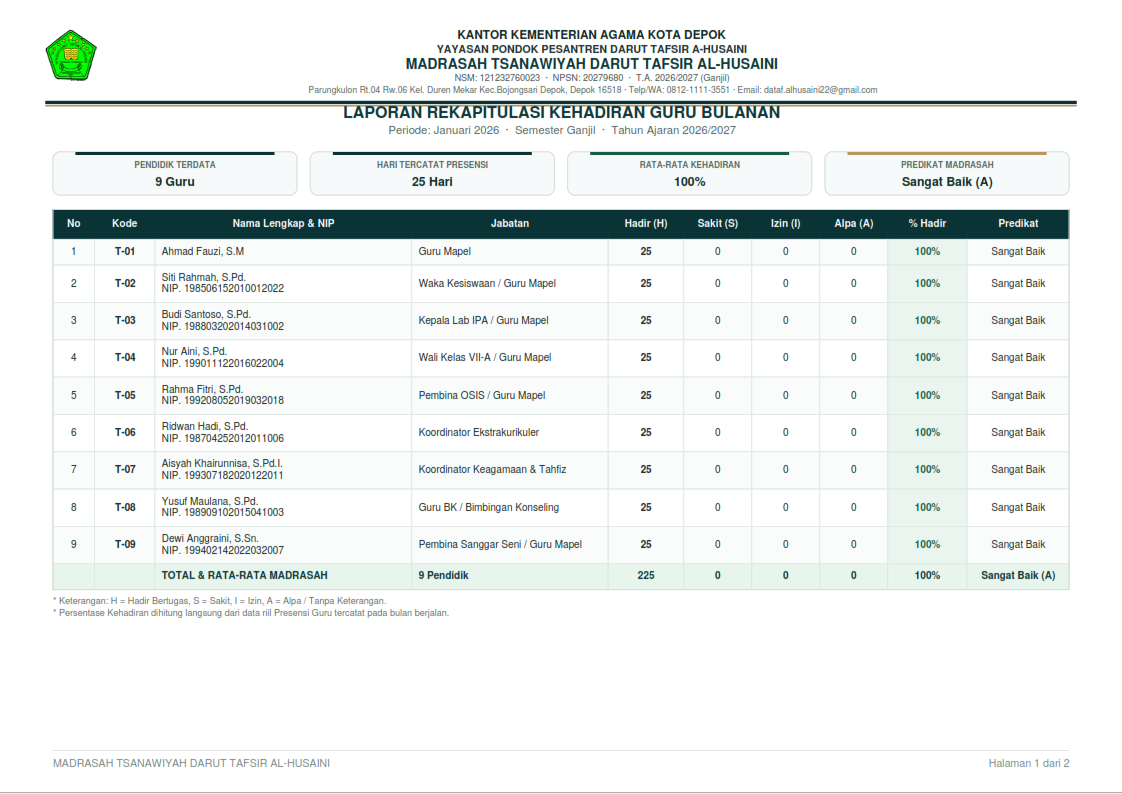 KANTOR KEMENTERIAN AGAMA KOTA DEPOK
YAYASAN PONDOK PESANTREN DARUT TAFSIR A-HUSAINI
MADRASAH TSANAWIYAH DARUT TAFSIR AL-HUSAINI
NSM: 121232760023 · NPSN: 20279680 · T.A. 2026/2027 (Ganjil)
Parungkulon Rt.04 Rw.06 Kel. Duren Mekar Kec.Bojongsari Depok, Depok 16518 · Telp/WA: 0812-1111-3551 · Email: dataf.alhusaini22@gmail.com
LAPORAN REKAPITULASI KEHADIRAN GURU BULANAN
Periode: Januari 2026 · Semester Ganjil · Tahun Ajaran 2026/2027
PENDIDIK TERDATA HARI TERCATAT PRESENSI RATA-RATA KEHADIRAN PREDIKAT MADRASAH
9 Guru 25 Hari 100% Sangat Baik (A)
No Kode Nama Lengkap & NIP Jabatan Hadir (H) Sakit (S) Izin (I) Alpa (A) % Hadir Predikat
1 T-01 Ahmad Fauzi, S.M Guru Mapel 25 0 0 0 100% Sangat Baik
2 T-02 Siti Rahmah, S.Pd. NIP. 198506152010012022 Waka Kesiswaan / Guru Mapel 25 0 0 0 100% Sangat Baik
3 T-03 Budi Santoso, S.Pd. NIP. 198803202014031002 Kepala Lab IPA / Guru Mapel 25 0 0 0 100% Sangat Baik
4 T-04 Nur Aini, S.Pd. NIP. 199011122016022004 Wali Kelas VII-A / Guru Mapel 25 0 0 0 100% Sangat Baik
5 T-05 Rahma Fitri, S.Pd. NIP. 199208052019032018 Pembina OSIS / Guru Mapel 25 0 0 0 100% Sangat Baik
6 T-06 Ridwan Hadi, S.Pd. NIP. 198704252012011006 Koordinator Ekstrakurikuler 25 0 0 0 100% Sangat Baik
7 T-07 Aisyah Khairunnisa, S.Pd.I. NIP. 199307182020122011 Koordinator Keagamaan & Tahfiz 25 0 0 0 100% Sangat Baik
8 T-08 Yusuf Maulana, S.Pd. NIP. 198909102015041003 Guru BK / Bimbingan Konseling 25 0 0 0 100% Sangat Baik
9 T-09 Dewi Anggraini, S.Sn. NIP. 199402142022032007 Pembina Sanggar Seni / Guru Mapel 25 0 0 0 100% Sangat Baik
TOTAL & RATA-RATA MADRASAH 9 Pendidik 225 0 0 0 100% Sangat Baik (A)
* Keterangan: H = Hadir Bertugas, S = Sakit, I = Izin, A = Alpa / Tanpa Keterangan.
* Persentase Kehadiran dihitung langsung dari data riil Presensi Guru tercatat pada bulan berjalan.
MADRASAH TSANAWIYAH DARUT TAFSIR AL-HUSAINI Halaman 1 dari 2